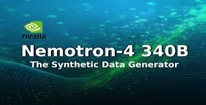 NVIDIA
Nemotron-4 340B
The Synthetic Data Generator